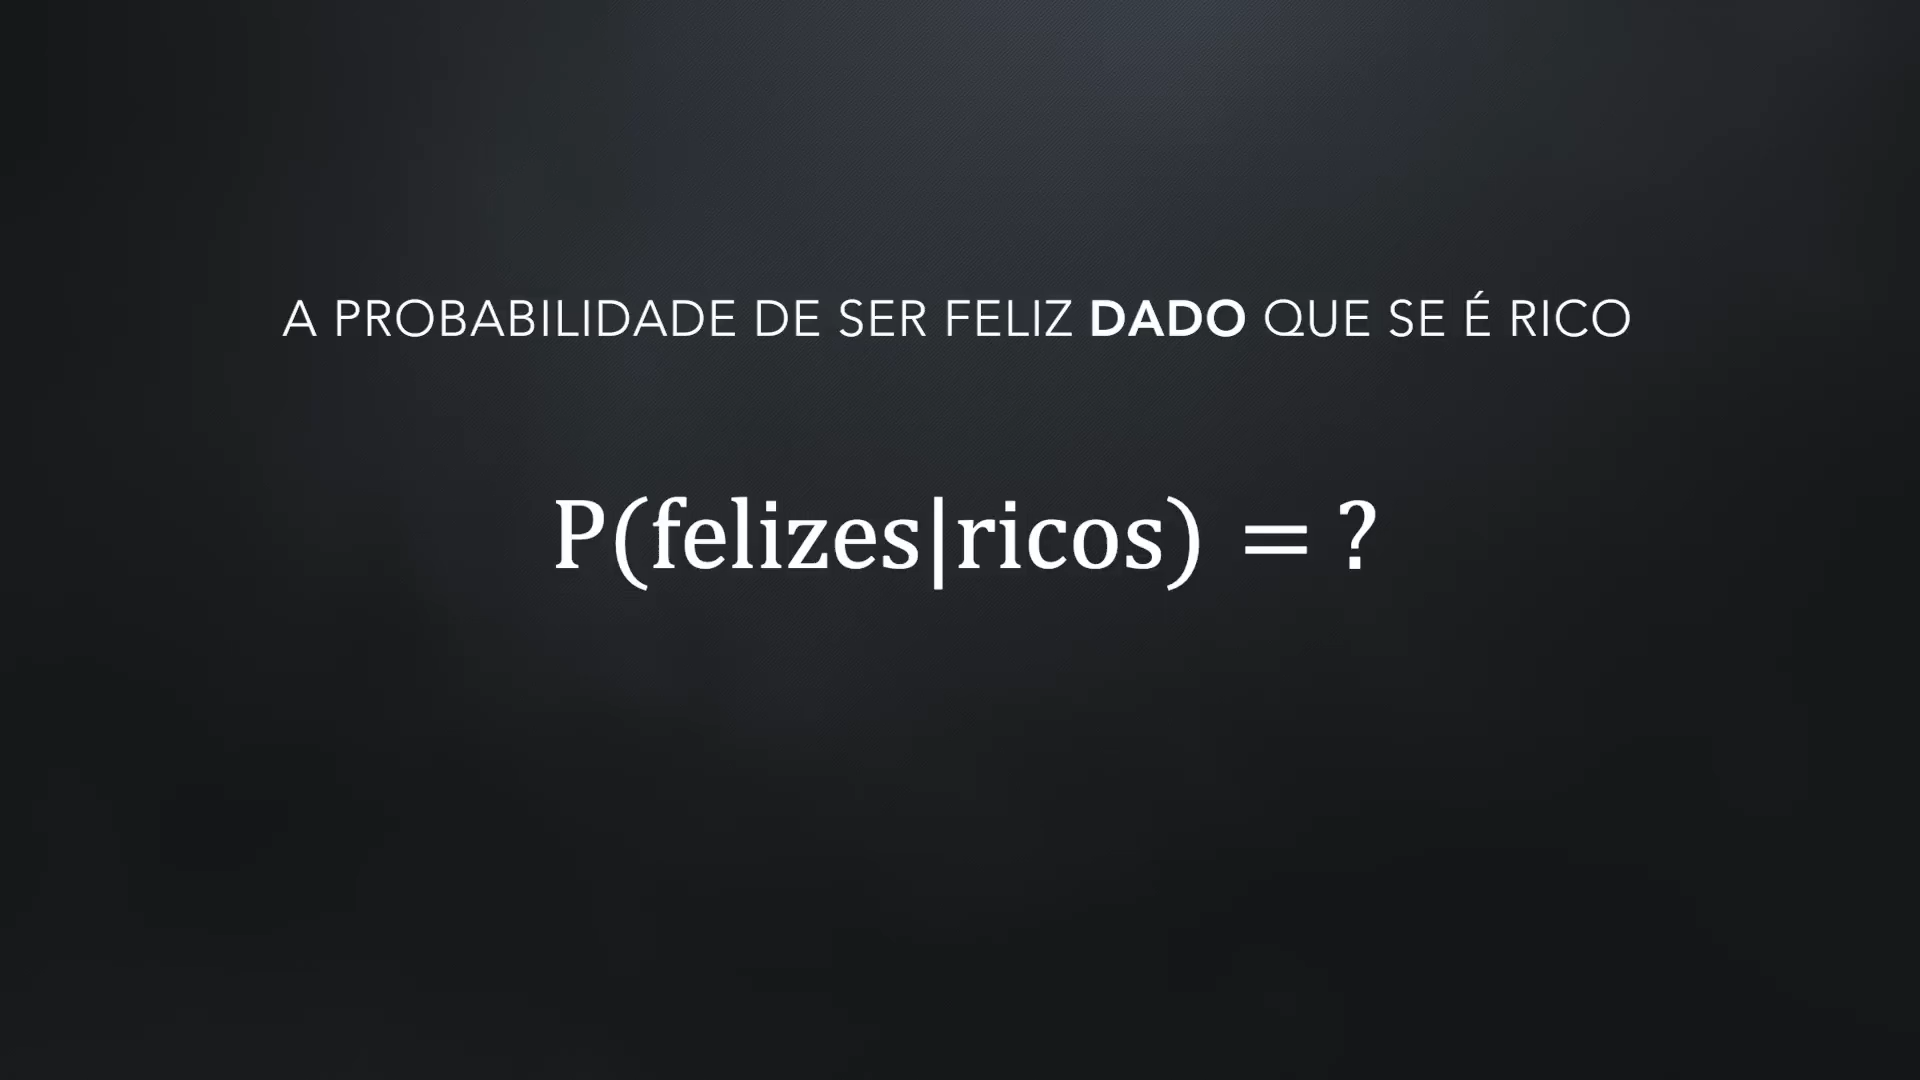 A PROBABILIDADE DE SER FELIZ DADO QUE SE É RICO
P(felizes|ricos) = ?